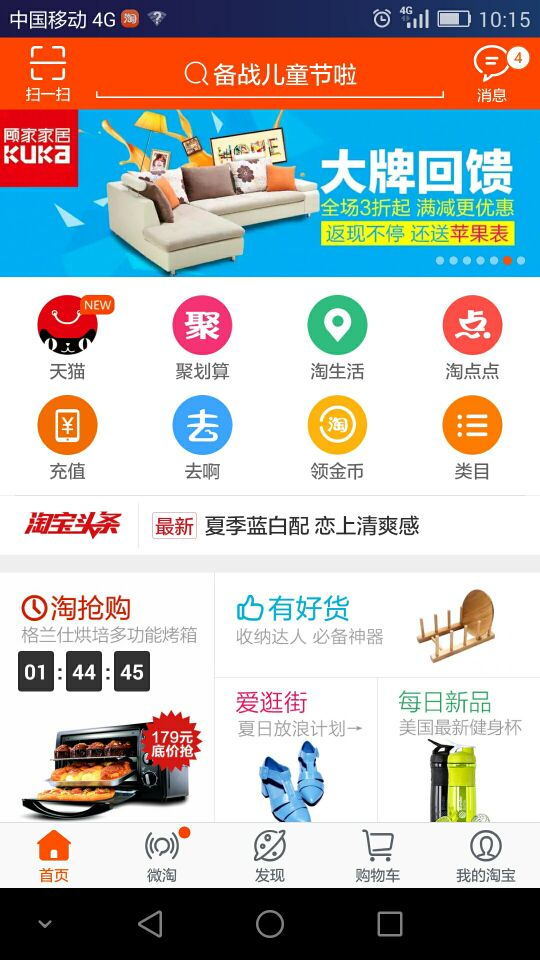 中国移动 4G 淘 4G 10:15
扫一扫
备战儿童节啦
4
消息
顾家家居
KUKA
大牌回馈
全场3折起 满减更优惠
返现不停 还送苹果表
NEW
聚
点
天猫
聚划算
淘生活
淘点点
¥
去
淘
充值
去啊
领金币
类目
淘宝头条
最新
夏季蓝白配 恋上清爽感
淘抢购
格兰仕烘培多功能烤箱
01 : 44 : 45
179元
底价抢
有好货
收纳达人 必备神器
爱逛街
夏日放浪计划→
每日新品
美国最新健身杯
首页
微淘
发现
购物车
我的淘宝